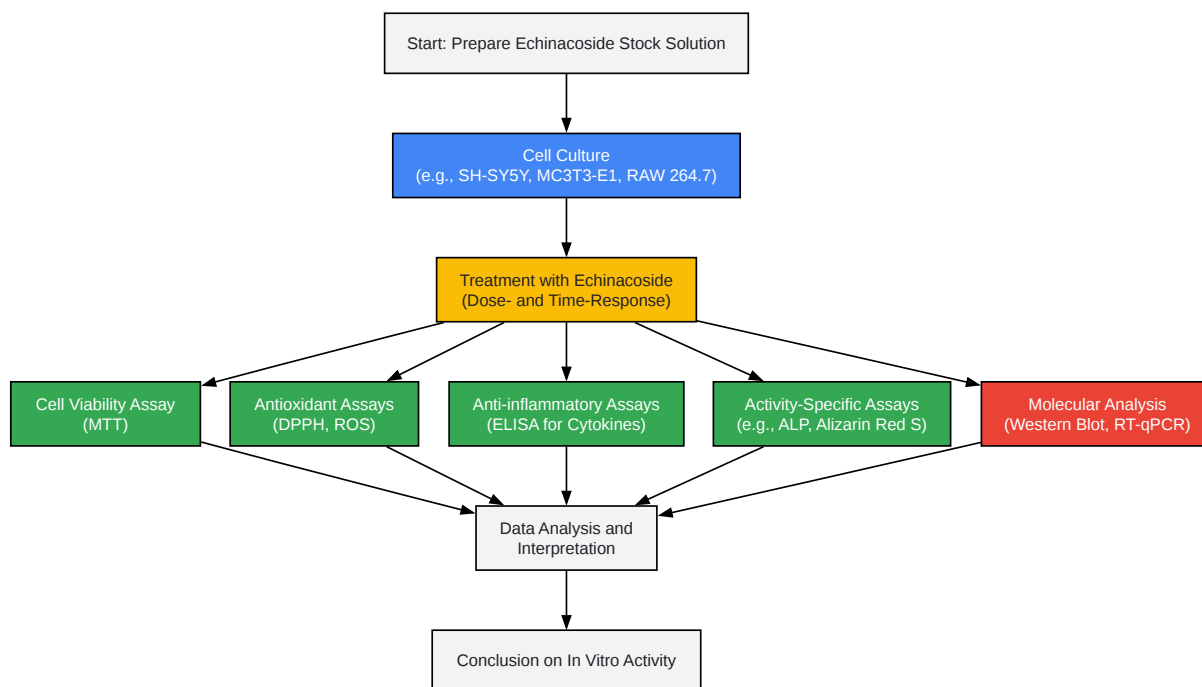 Start: Prepare Echinacoside Stock Solution
Cell Culture
(e.g., SH-SY5Y, MC3T3-E1, RAW 264.7)
Treatment with Echinacoside
(Dose- and Time-Response)
Cell Viability Assay
(MTT)
Antioxidant Assays
(DPPH, ROS)
Anti-inflammatory Assays
(ELISA for Cytokines)
Activity-Specific Assays
(e.g., ALP, Alizarin Red S)
Molecular Analysis
(Western Blot, RT-qPCR)
Data Analysis and
Interpretation
Conclusion on In Vitro Activity